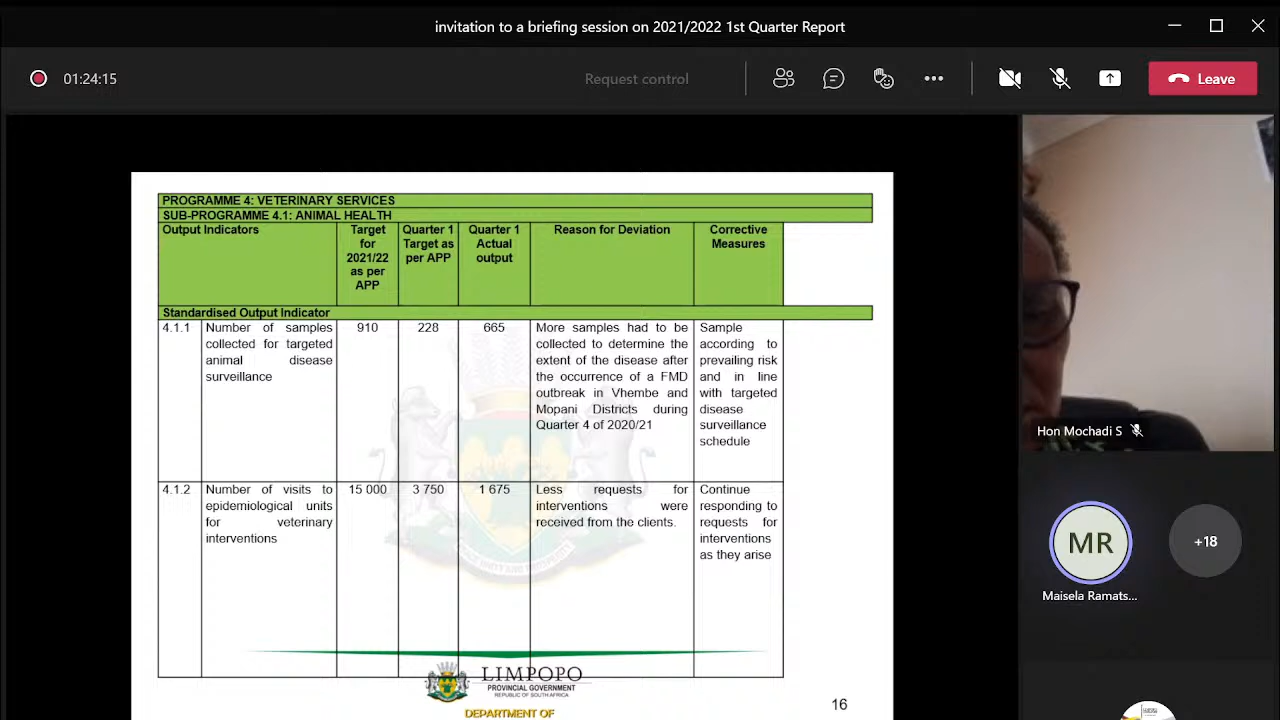 invitation to a briefing session on 2021/2022 1st Quarter Report
01:24:15
Request control
Leave
PROGRAMME 4: VETERINARY SERVICES
SUB-PROGRAMME 4.1: ANIMAL HEALTH
Output Indicators
Target
for
2021/22
as per
APP
Quarter 1
Target as
per APP
Quarter 1
Actual
output
Reason for Deviation
Corrective
Measures
Standardised Output Indicator
4.1.1
Number of samples
collected for targeted
animal disease
surveillance
910
228
665
More samples had to be
collected to determine the
extent of the disease after
the occurrence of a FMD
outbreak in Vhembe and
Mopani Districts during
Quarter 4 of 2020/21
Sample
according to
prevailing risk
and in line
with targeted
disease
surveillance
schedule
4.1.2
Number of visits to
epidemiological units
for veterinary
interventions
15 000
3 750
1 675
Less requests for
interventions were
received from the clients.
Continue
responding to
requests for
interventions
as they arise
LIMPOPO
PROVINCIAL GOVERNMENT
REPUBLIC OF SOUTH AFRICA
DEPARTMENT OF
16
Hon Mochadi S
MR
Maisela Ramats...
+18